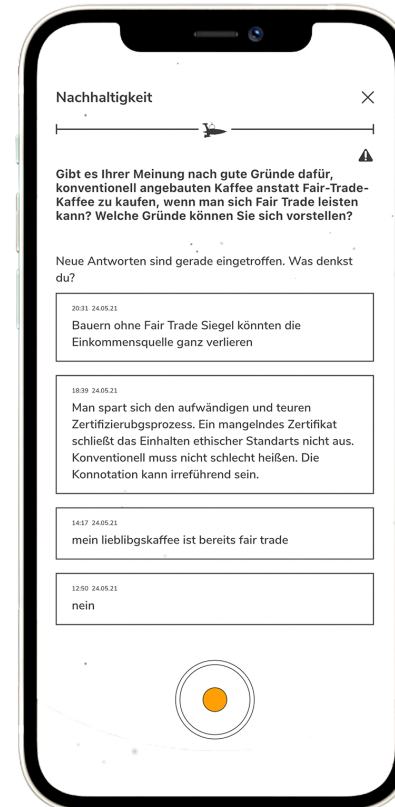 Nachhaltigkeit
Gibt es Ihrer Meinung nach gute Gründe dafür,
konventionell angebauten Kaffee anstatt Fair-Trade-
Kaffee zu kaufen, wenn man sich Fair Trade leisten
kann? Welche Gründe können Sie sich vorstellen?
Neue Antworten sind gerade eingetroffen. Was denkst
du?
20:31 24.05.21
Bauern ohne Fair Trade Siegel könnten die
Einkommensquelle ganz verlieren
18:39 24.05.21
Man spart sich den aufwändigen und teuren
Zertifizierubgsprozess. Ein mangelndes Zertifikat
schließt das Einhalten ethischer Standarts nicht aus.
Konventionell muss nicht schlecht heißen. Die
Konnotation kann irreführend sein.
14:17 24.05.21
mein lieblibgskaffee ist bereits fair trade
12:50 24.05.21
nein